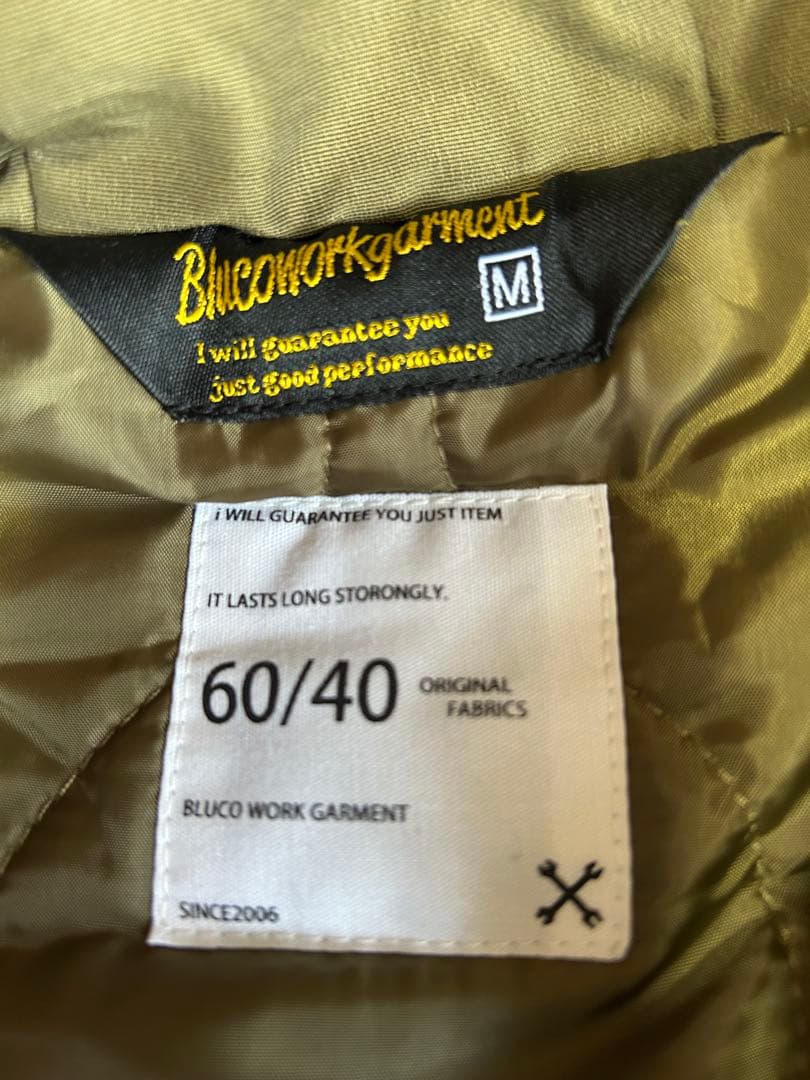 Blucoworkgarment
M
I will guarantee you
just good performance
i WILL GUARANTEE YOU JUST ITEM
IT LASTS LONG STORONGLY.
60/40 ORIGINAL
FABRICS
BLUCO WORK GARMENT
SINCE2006